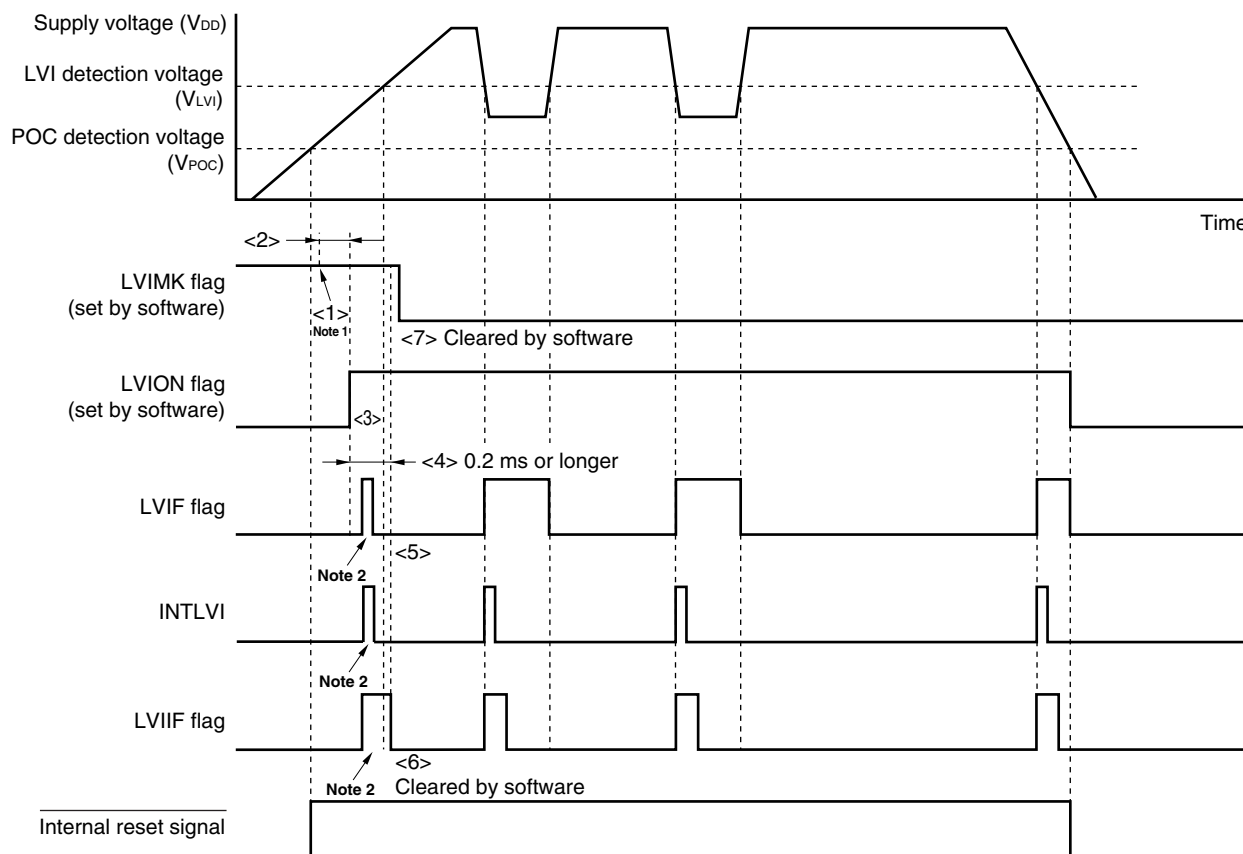 Supply voltage (VDD)
LVI detection voltage
(VLVI)
POC detection voltage
(VPOC)
Time
<2>
LVIMK flag
(set by software)
<1>
Note 1
<7> Cleared by software
LVION flag
(set by software)
<3>
<4> 0.2 ms or longer
LVIF flag
<5>
Note 2
INTLVI
Note 2
LVIIF flag
<6>
Note 2
Cleared by software
Internal reset signal